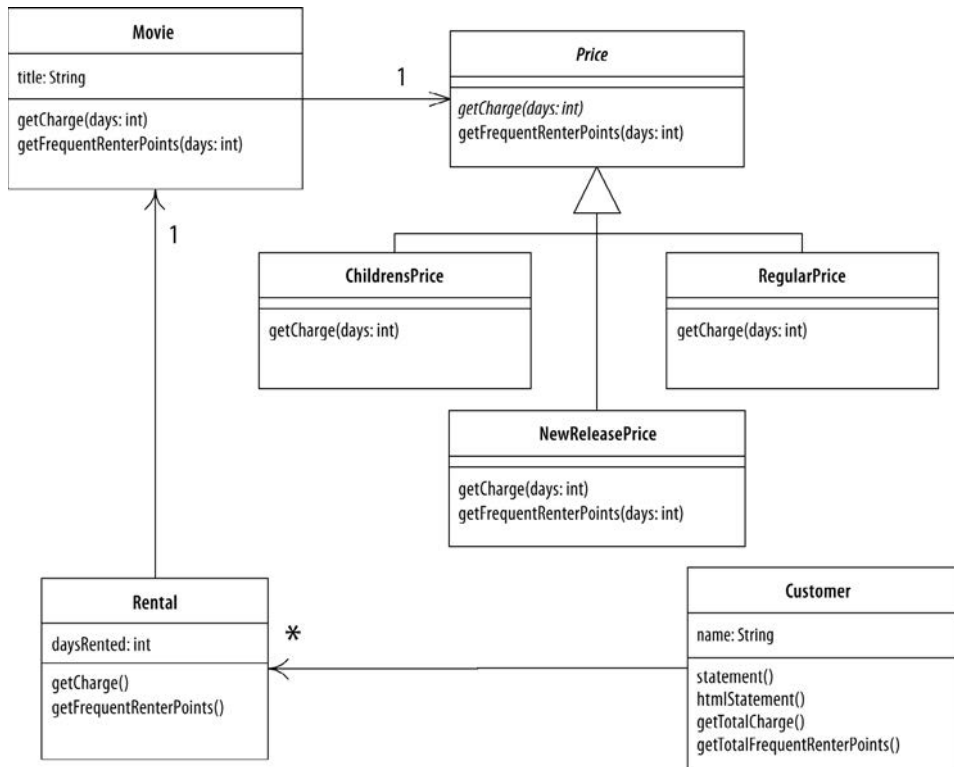 Movie
title: String
getCharge(days: int)
getFrequentRenterPoints(days: int)
1
Price
getCharge(days: int)
getFrequentRenterPoints(days: int)
1
ChildrensPrice
getCharge(days: int)
RegularPrice
getCharge(days: int)
NewReleasePrice
getCharge(days: int)
getFrequentRenterPoints(days: int)
Rental
daysRented: int
getCharge()
getFrequentRenterPoints()
*
Customer
name: String
statement()
htmlStatement()
getTotalCharge()
getTotalFrequentRenterPoints()